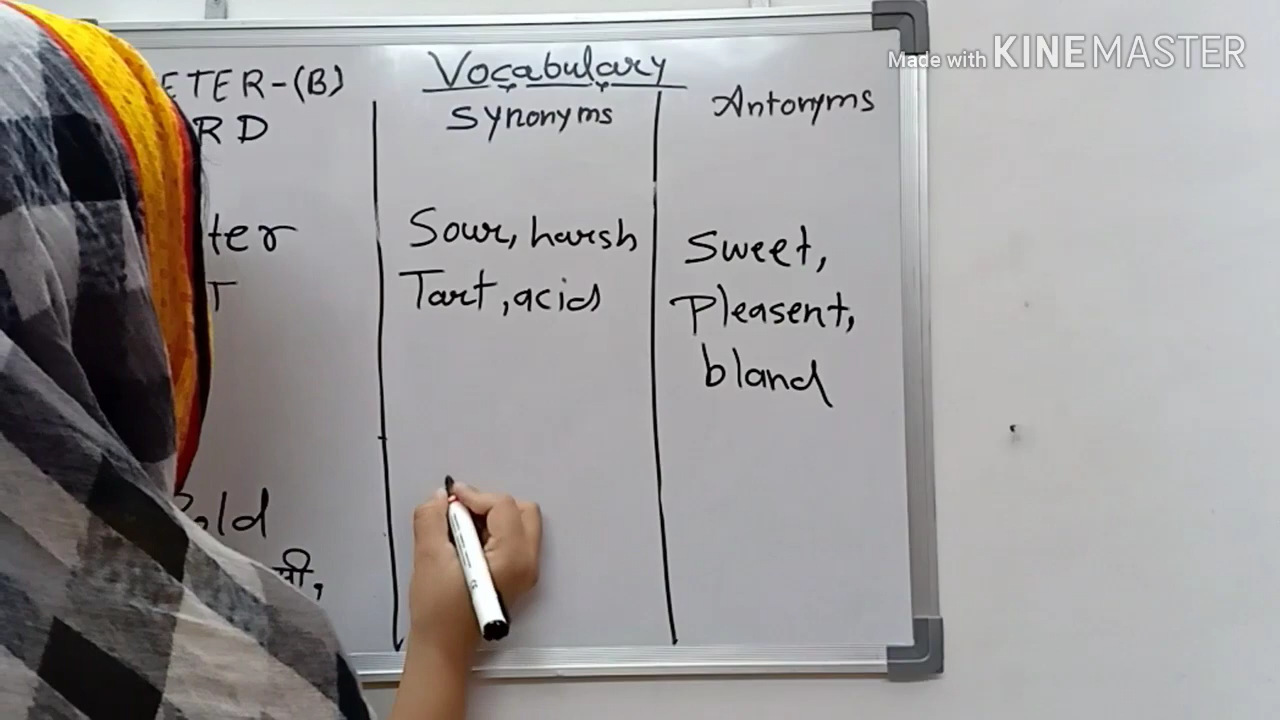 Made with KINEMASTER
Vocabulary
ETER-(B)
RD
Synonyms
Antonyms
ter
T
Sour, harsh
Tart, acid
Sweet,
Pleasent,
bland
old